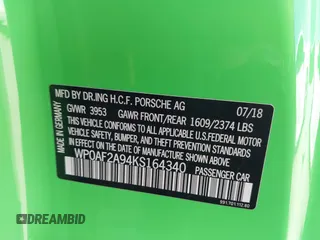 MFD BY DR.ING H.C.F. PORSCHE AG
MADE IN GERMANY
07/18
GVWR 3953 GAWR FRONT/REAR 1609/2374 LBS
THIS VEHICLE CONFORMS TO ALL APPLICABLE
U.S. FEDERAL MOTOR VEHICLE SAFETY, BUMPER AND
THEFT PREVENTION STANDARDS IN EFFECT ON THE
DATE OF MANUFACTURE SHOWN ABOVE.
WP0AF2A94KS164340
PASSENGER CAR
DREAMBID